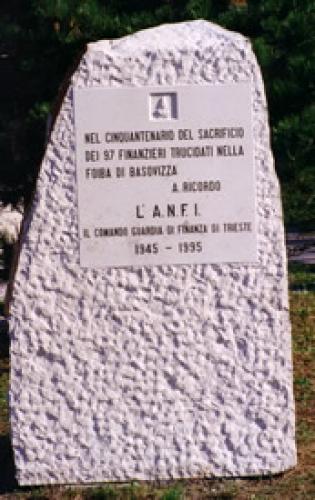 NEL CINQUANTENARIO DEL SACRIFICIO
DEI 97 FINANZIERI TRUCIDATI NELLA
FOIBA DI BASOVIZZA
A RICORDO
L'A.N.F.I.
IL COMANDO GUARDIA DI FINANZA DI TRIESTE
1945 - 1995